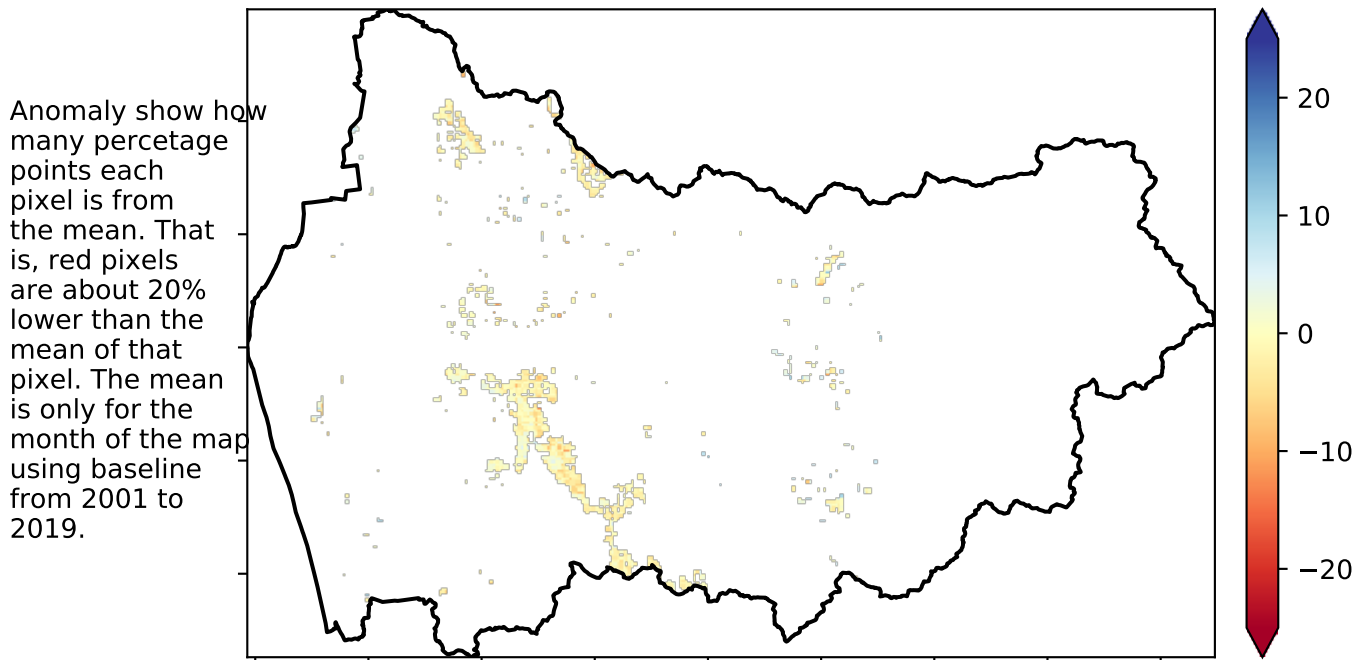 Anomaly show how
many percetage
points each
pixel is from
the mean. That
is, red pixels
are about 20%
lower than the
mean of that
pixel. The mean
is only for the
month of the map
using baseline
from 2001 to
2019.
20
10
0
−10
−20